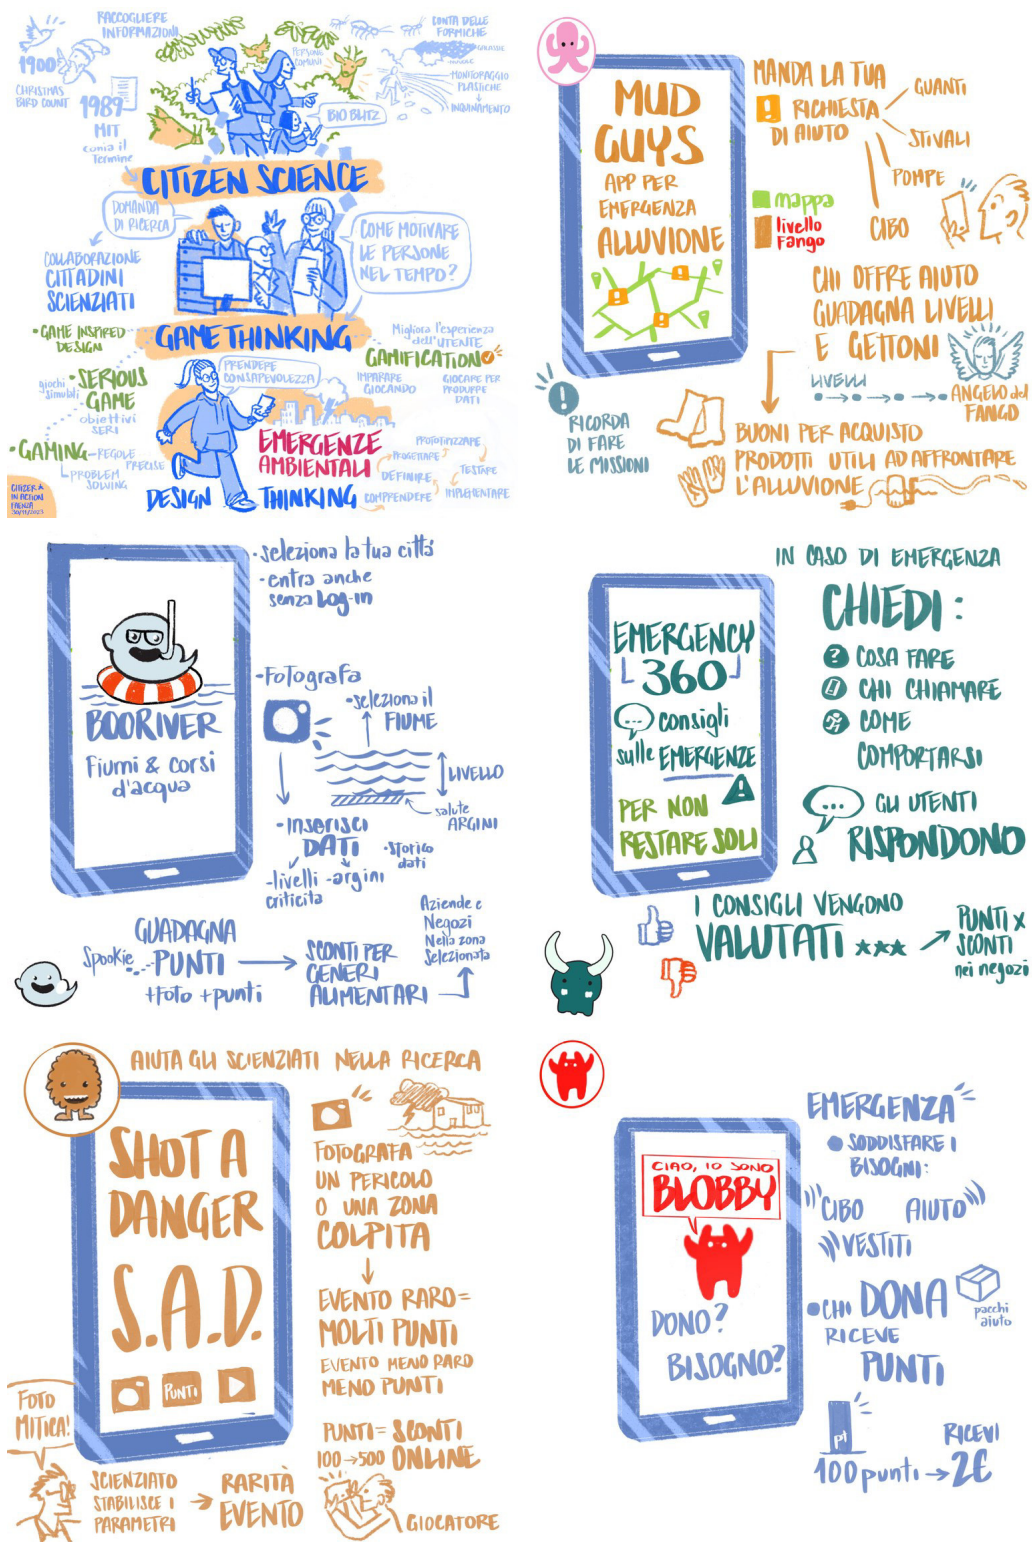 RACCOGLIERE
INFORMAZIONI
1900
CHRISTMAS
BIRD COUNT
1989
MIT
conia il
Termine
PERSONE
COMUNI
BIO BLITZ
CONTA DELLE
FORMICHE
MONITORAGGIO
PLASTICHE
INQUINAMENTO
CITIZEN SCIENCE
DOMANDA
DI RICERCA
COME MOTIVARE
LE PERSONE
NEL TEMPO?
COLLABORAZIONE
CITTADINI
SCIENZIATI
GAME THINKING
• GAME INSPIRED
DESIGN
• SERIOUS
GAME
giochi
simulati
obiettivi
SERI
• GAMING
- REGOLE
PRECISE
PROBLEM
SOLVING
Migliora l'esperienza
dell'UTENTE
GAMIFICATION
IMPARARE
GIOCANDO
GIOCARE PER
PRODURRE
DATI
PRENDERE
CONSAPEVOLEZZA
EMERGENZE
AMBIENTALI
DESIGN THINKING
COMPRENDERE
DEFINIRE
PROGETTARE
PROTOTIZZARE
TESTARE
IMPLEMENTARE
CITIZER
IN ACTION
FAENZA
30/11/2023
MUD
GUYS
APP PER
EMERGENZA
ALLUVIONE
MANDA LA TUA
! RICHIESTA
DI AIUTO
GUANTI
STIVALI
POMPE
CIBO
mappa
livello
Fango
CHI OFFRE AIUTO
GUADAGNA LIVELLI
E GETTONI
LIVELLI
ANGELO del
FANGO
!
RICORDA
DI FARE
LE MISSIONI
BUONI PER ACQUISTO
PRODOTTI UTILI AD AFFRONTARE
L'ALLUVIONE
BOORIVER
Fiumi & corsi
d'acqua
• seleziona la tua città
• entra anche
senza Log-in
• Fotografa
• seleziona il
FIUME
LIVELLO
salute
ARGINI
• INSERISCI
DATI
• storico
dati
- livelli
criticita
- argini
Spookie...
GUADAGNA
PUNTI
+ Foto + punti
SCONTI PER
GENERI
ALIMENTARI
Aziende e
Negozi
Nella zona
Selezionata
EMERGENCY
360
consigli
sulle EMERGENZE
PER NON
RESTARE SOLI
IN CASO DI EMERGENZA
CHIEDI:
? COSA FARE
! CHI CHIAMARE
COME
COMPORTARSI
GLI UTENTI
RISPONDONO
I CONSIGLI VENGONO
VALUTATI ★★★
PUNTI X
SCONTI
nei negozi
AIUTA GLI SCIENZIATI NELLA RICERCA
SHOT A
DANGER
S.A.D.
PUNTI
FOTOGRAFA
UN PERICOLO
O UNA ZONA
COLPITA
EVENTO RARO =
MOLTI PUNTI
EVENTO MENO RARO
MENO PUNTI
PUNTI = SCONTI
100 → 500 ONLINE
FOTO
MITICA!
SCIENZIATO
STABILISCE I
PARAMETRI
→ RARITÀ
EVENTO
GIOCATORE
CIAO, IO SONO
BLOBBY
DONO?
BISOGNO?
EMERGENZA
• SODDISFARE I
BISOGNI:
CIBO
AIUTO
VESTITI
• CHI DONA
RICEVE
PUNTI
pacchi
aiuto
pt
100 punti →
RICEVI
2€